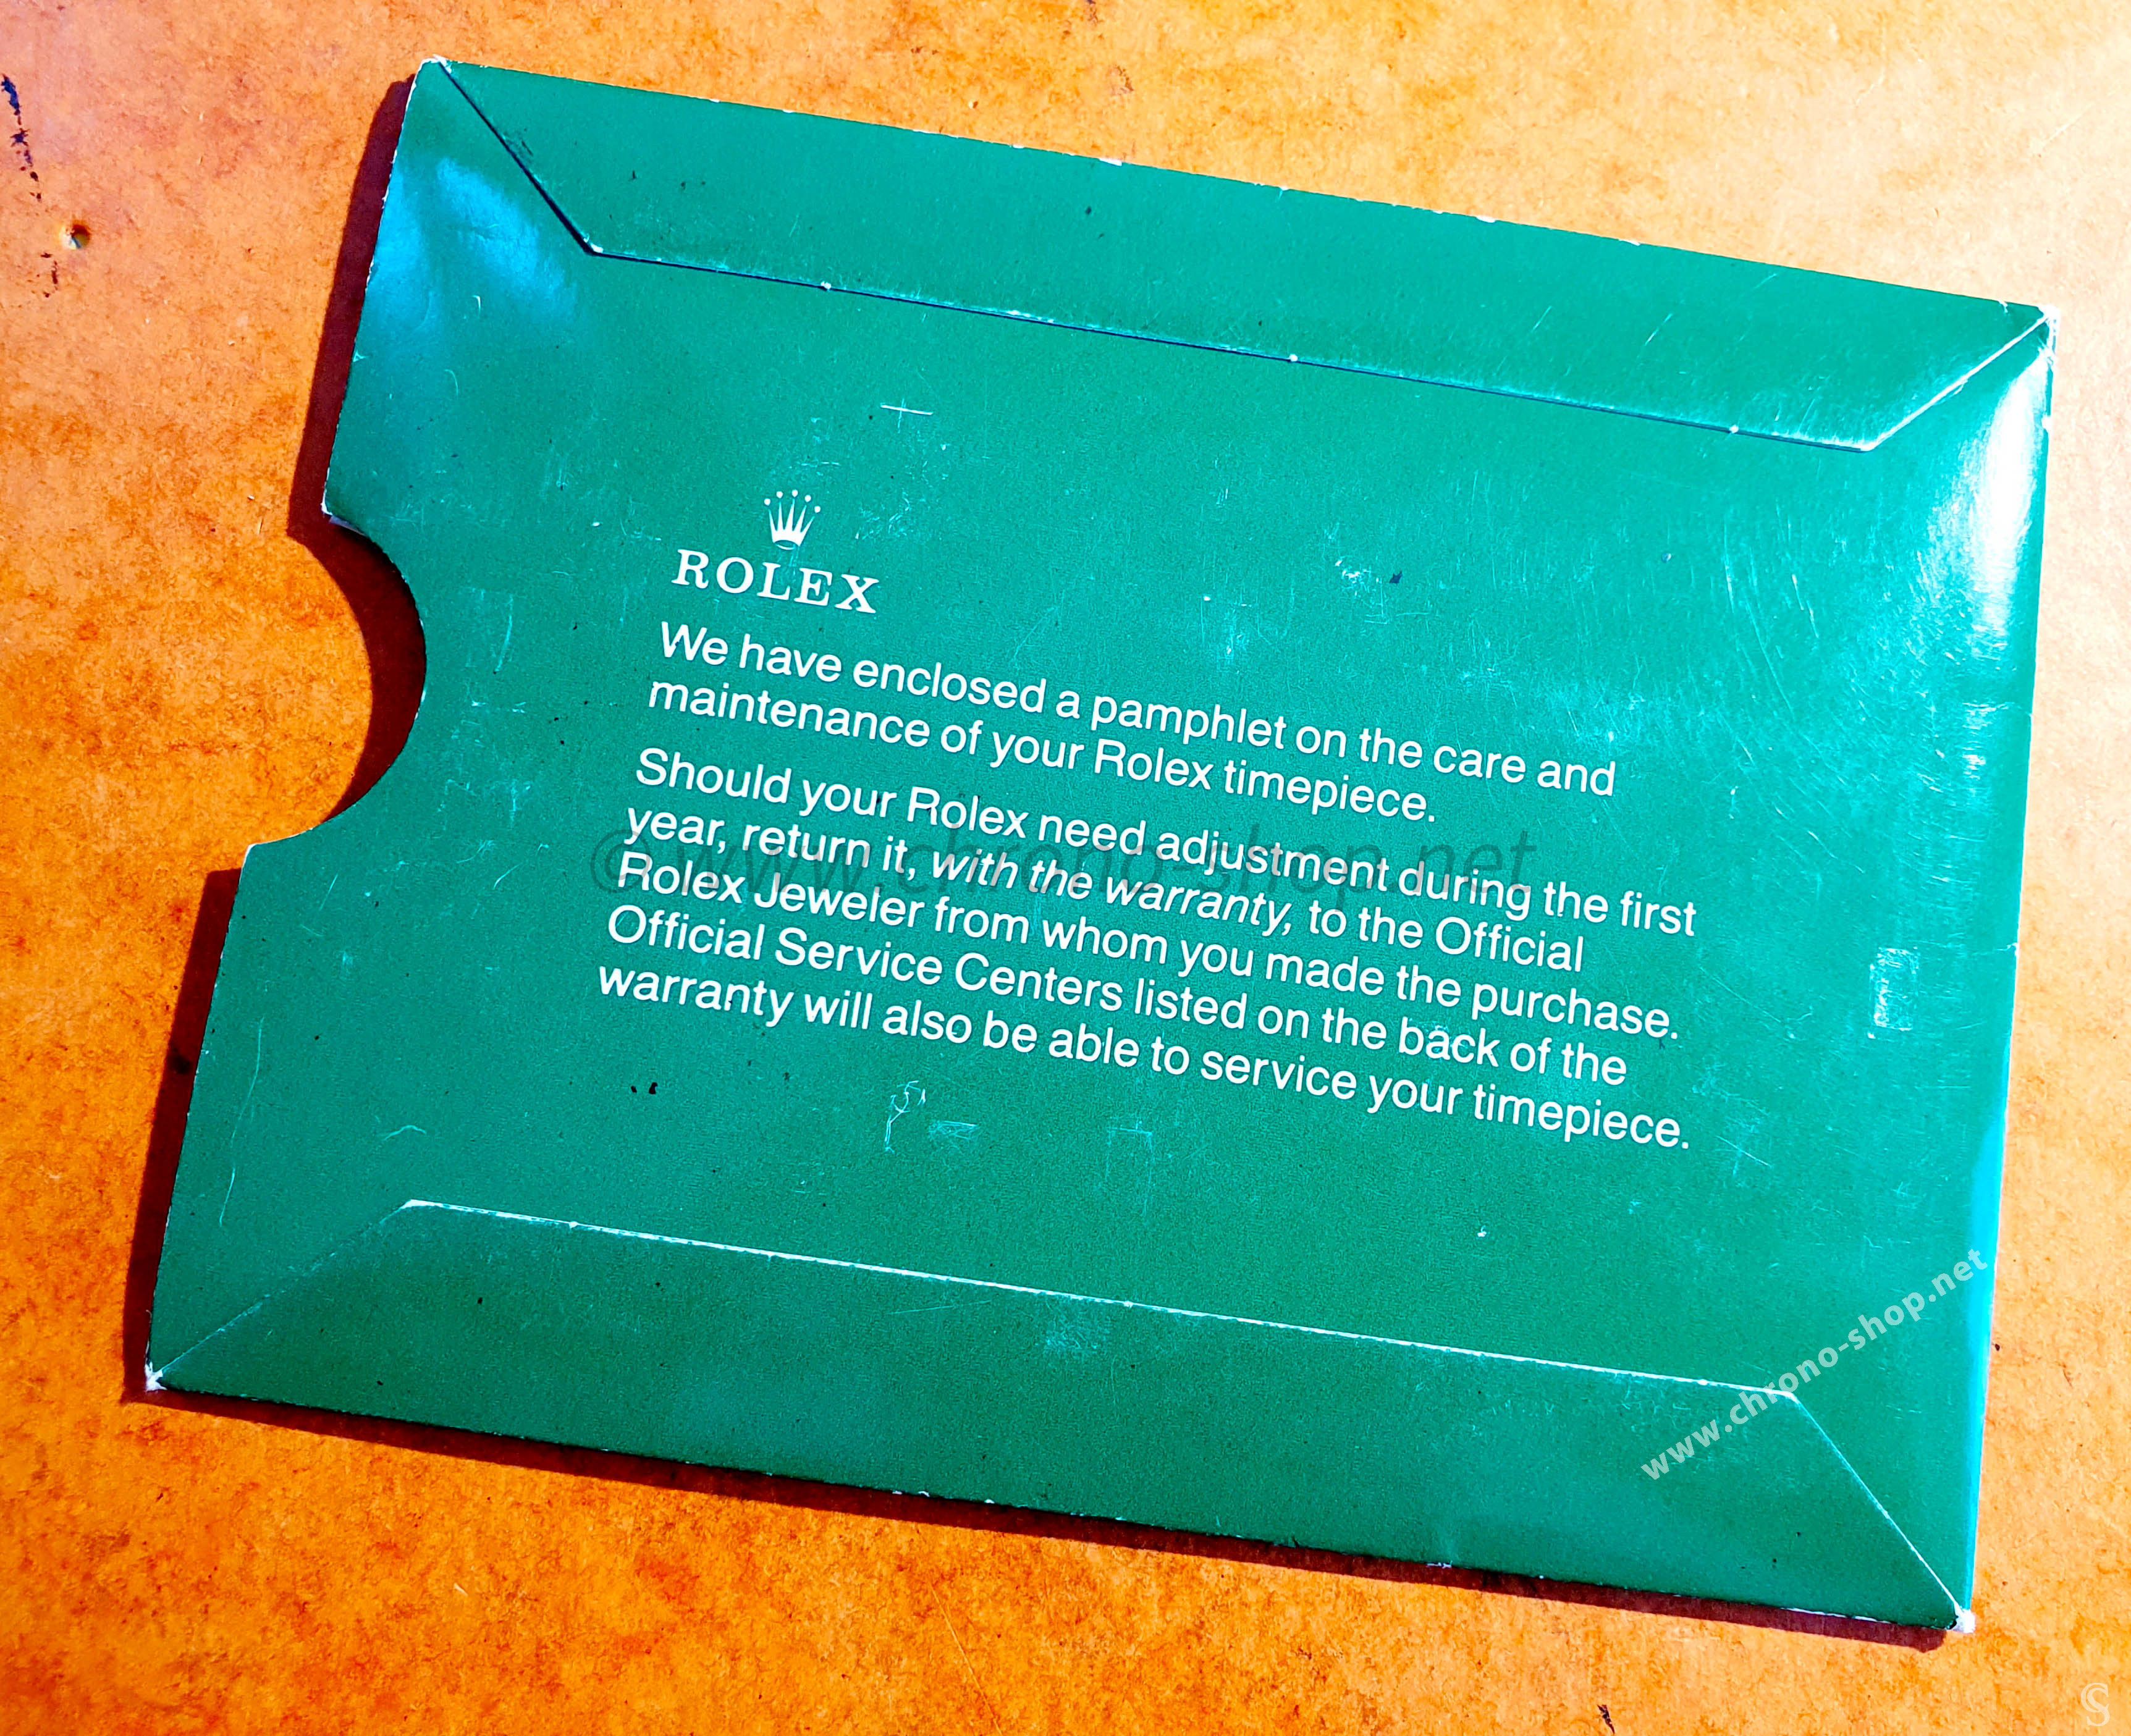 ROLEX
We have enclosed a pamphlet on the care and
maintenance of your Rolex timepiece.
Should your Rolex need adjustment during the first
year, return it, with the warranty, to the Official
Rolex Jeweler from whom you made the purchase.
Official Service Centers listed on the back of the
warranty will also be able to service your timepiece.
© www.chrono-shop.net
www.chrono-shop.net